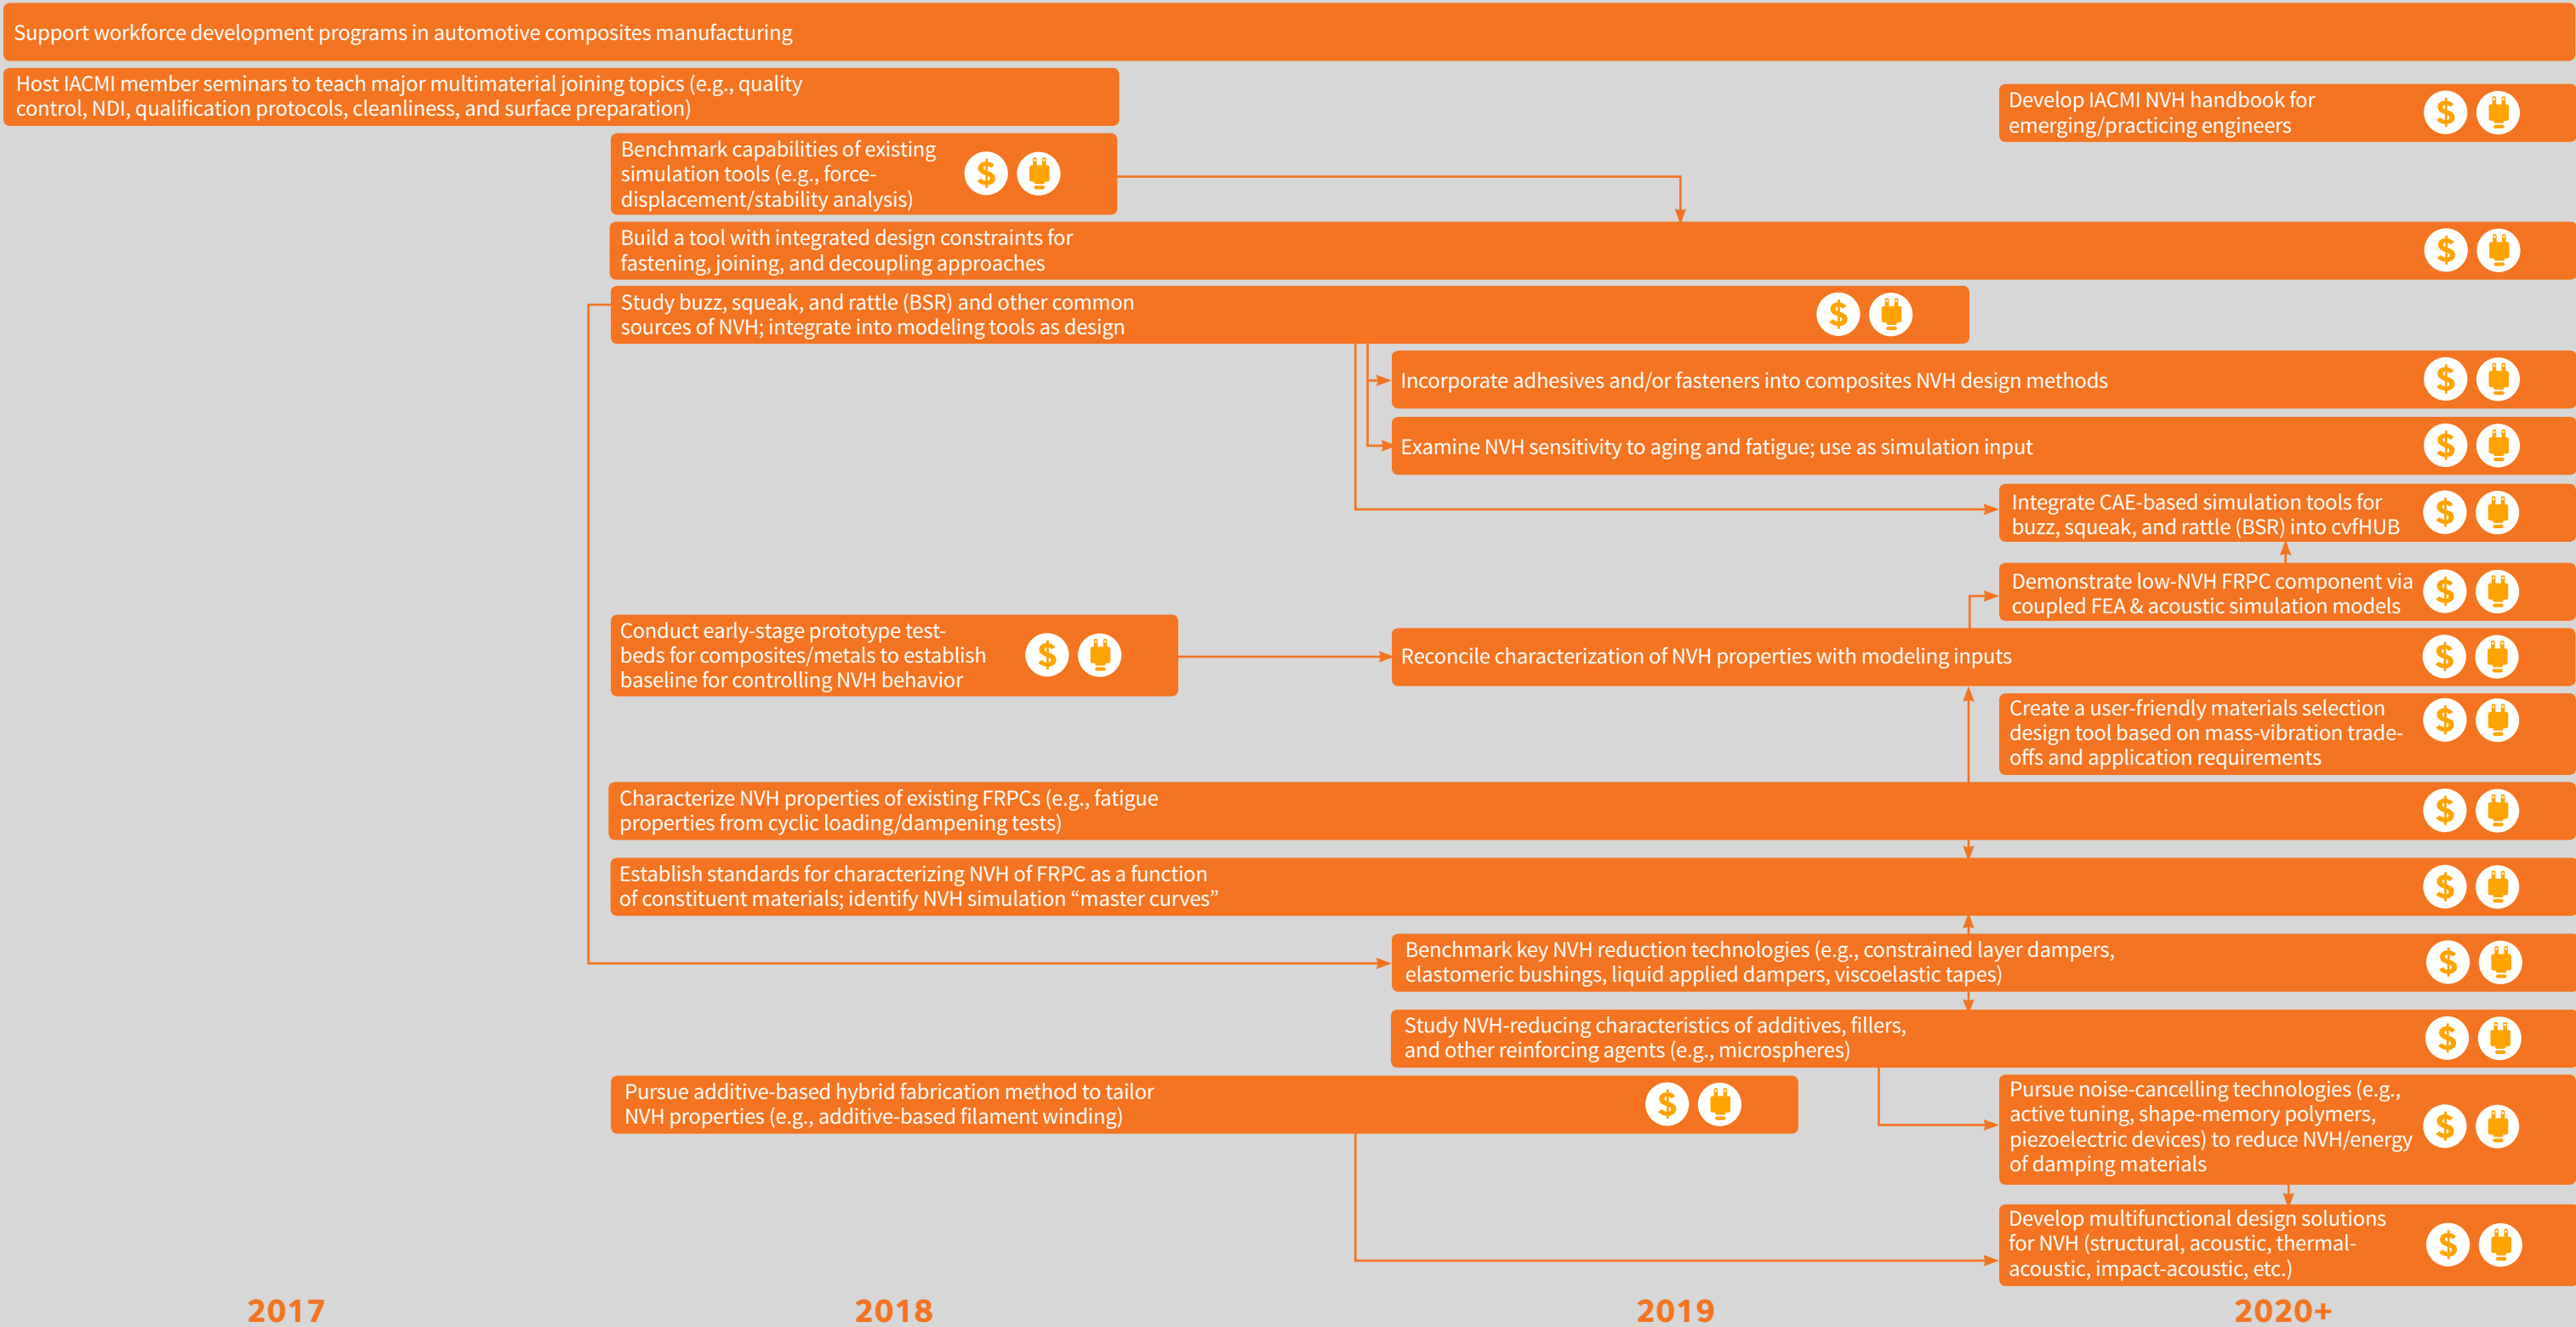 Support workforce development programs in automotive composites manufacturing
Host IACMI member seminars to teach major multimaterial joining topics (e.g., quality
control, NDI, qualification protocols, cleanliness, and surface preparation)
Develop IACMI NVH handbook for
emerging/practicing engineers
$
Benchmark capabilities of existing
simulation tools (e.g., force-
displacement/stability analysis)
$
Build a tool with integrated design constraints for
fastening, joining, and decoupling approaches
$
Study buzz, squeak, and rattle (BSR) and other common
sources of NVH; integrate into modeling tools as design
$
Incorporate adhesives and/or fasteners into composites NVH design methods
$
Examine NVH sensitivity to aging and fatigue; use as simulation input
$
Integrate CAE-based simulation tools for
buzz, squeak, and rattle (BSR) into cvfHUB
$
Demonstrate low-NVH FRPC component via
coupled FEA & acoustic simulation models
$
Conduct early-stage prototype test-
beds for composites/metals to establish
baseline for controlling NVH behavior
$
Reconcile characterization of NVH properties with modeling inputs
$
Create a user-friendly materials selection
design tool based on mass-vibration trade-
offs and application requirements
$
Characterize NVH properties of existing FRPCs (e.g., fatigue
properties from cyclic loading/dampening tests)
$
Establish standards for characterizing NVH of FRPC as a function
of constituent materials; identify NVH simulation “master curves”
$
Benchmark key NVH reduction technologies (e.g., constrained layer dampers,
elastomeric bushings, liquid applied dampers, viscoelastic tapes)
$
Study NVH-reducing characteristics of additives, fillers,
and other reinforcing agents (e.g., microspheres)
$
Pursue additive-based hybrid fabrication method to tailor
NVH properties (e.g., additive-based filament winding)
$
Pursue noise-cancelling technologies (e.g.,
active tuning, shape-memory polymers,
piezoelectric devices) to reduce NVH/energy
of damping materials
$
Develop multifunctional design solutions
for NVH (structural, acoustic, thermal-
acoustic, impact-acoustic, etc.)
$
2017 2018 2019 2020+